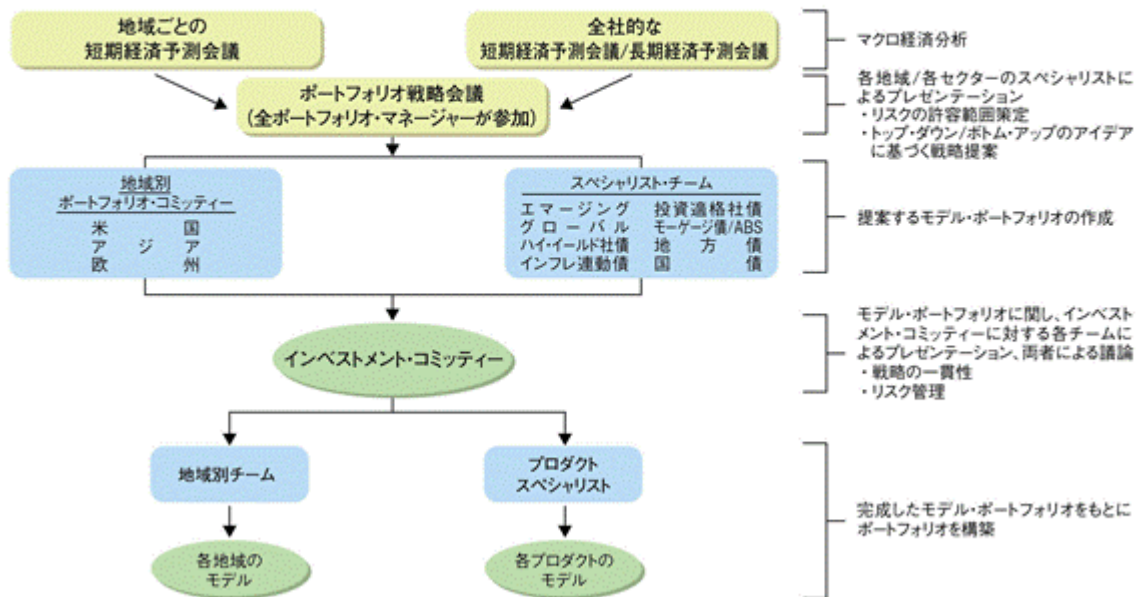 地域ごとの
短期経済予測会議
全社的な
短期経済予測会議/長期経済予測会議
マクロ経済分析
ポートフォリオ戦略会議
(全ポートフォリオ・マネージャーが参加)
各地域/各セクターのスペシャリストに
よるプレゼンテーション
・リスクの許容範囲策定
・トップ・ダウン/ボトム・アップのアイデア
に基づく戦略提案
地域別
ポートフォリオ・コミッティー
米国
アジア
欧州
スペシャリスト・チーム
エマージング 投資適格社債
グローバル モーゲージ債/ABS
ハイ・イールド社債 地方債
インフレ連動債 国債
提案するモデル・ポートフォリオの作成
インベストメント・コミッティー
モデル・ポートフォリオに関し、インベスト
メント・コミッティーに対する各チームに
よるプレゼンテーション、両者による議論
・戦略の一貫性
・リスク管理
地域別チーム
プロダクト
スペシャリスト
各地域の
モデル
各プロダクトの
モデル
完成したモデル・ポートフォリオをもとに
ポートフォリオを構築